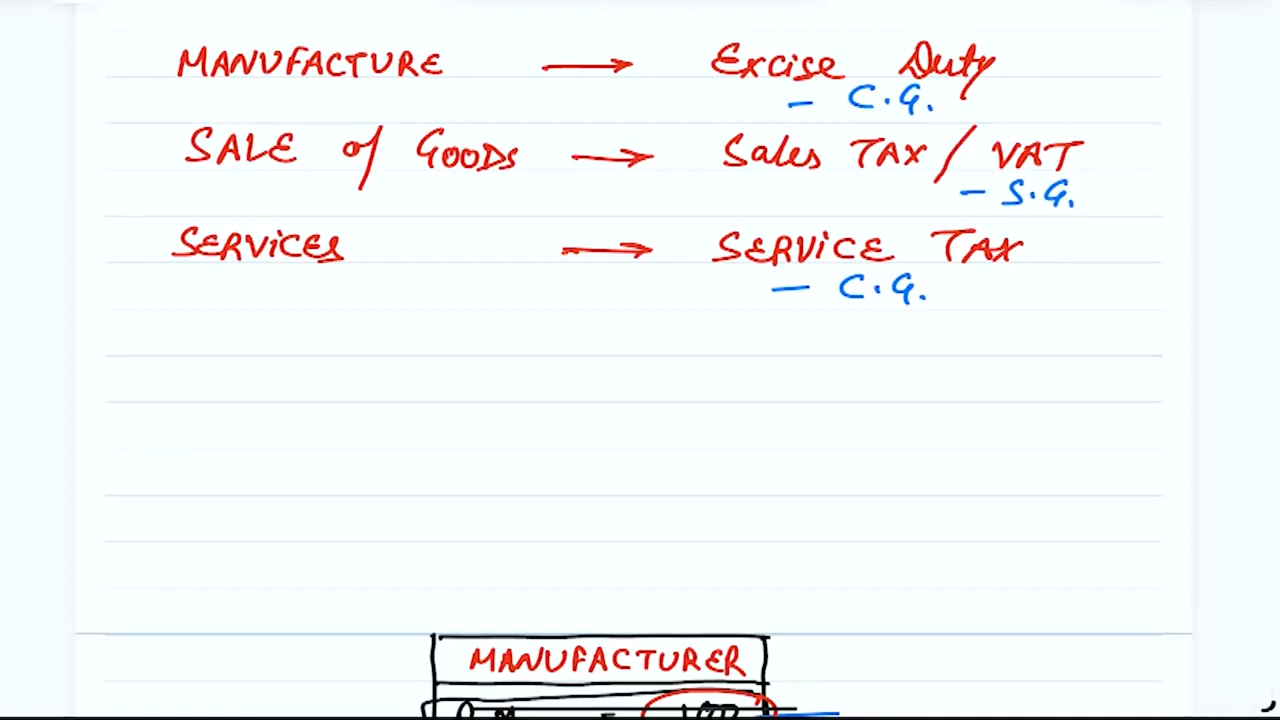 MANUFACTURE → Excise Duty
- C.G.
SALE of GOODS → Sales TAX / VAT
- S.G.
SERVICES → SERVICE TAX
- C.G.
MANUFACTURER